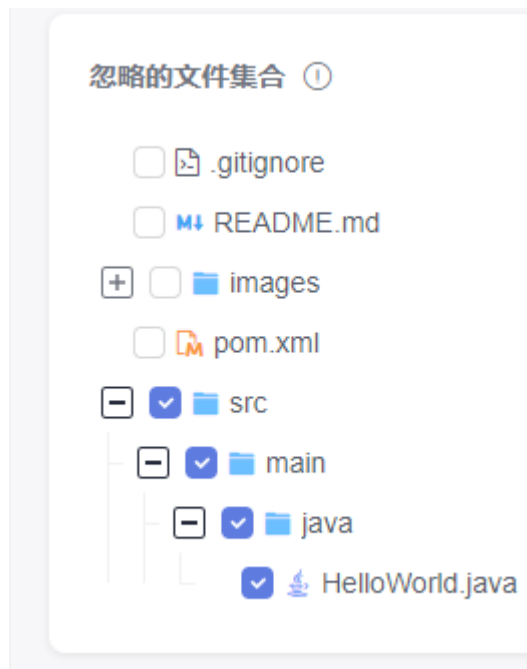 忽略的文件集合
.gitignore
README.md
images
pom.xml
src
main
java
HelloWorld.java